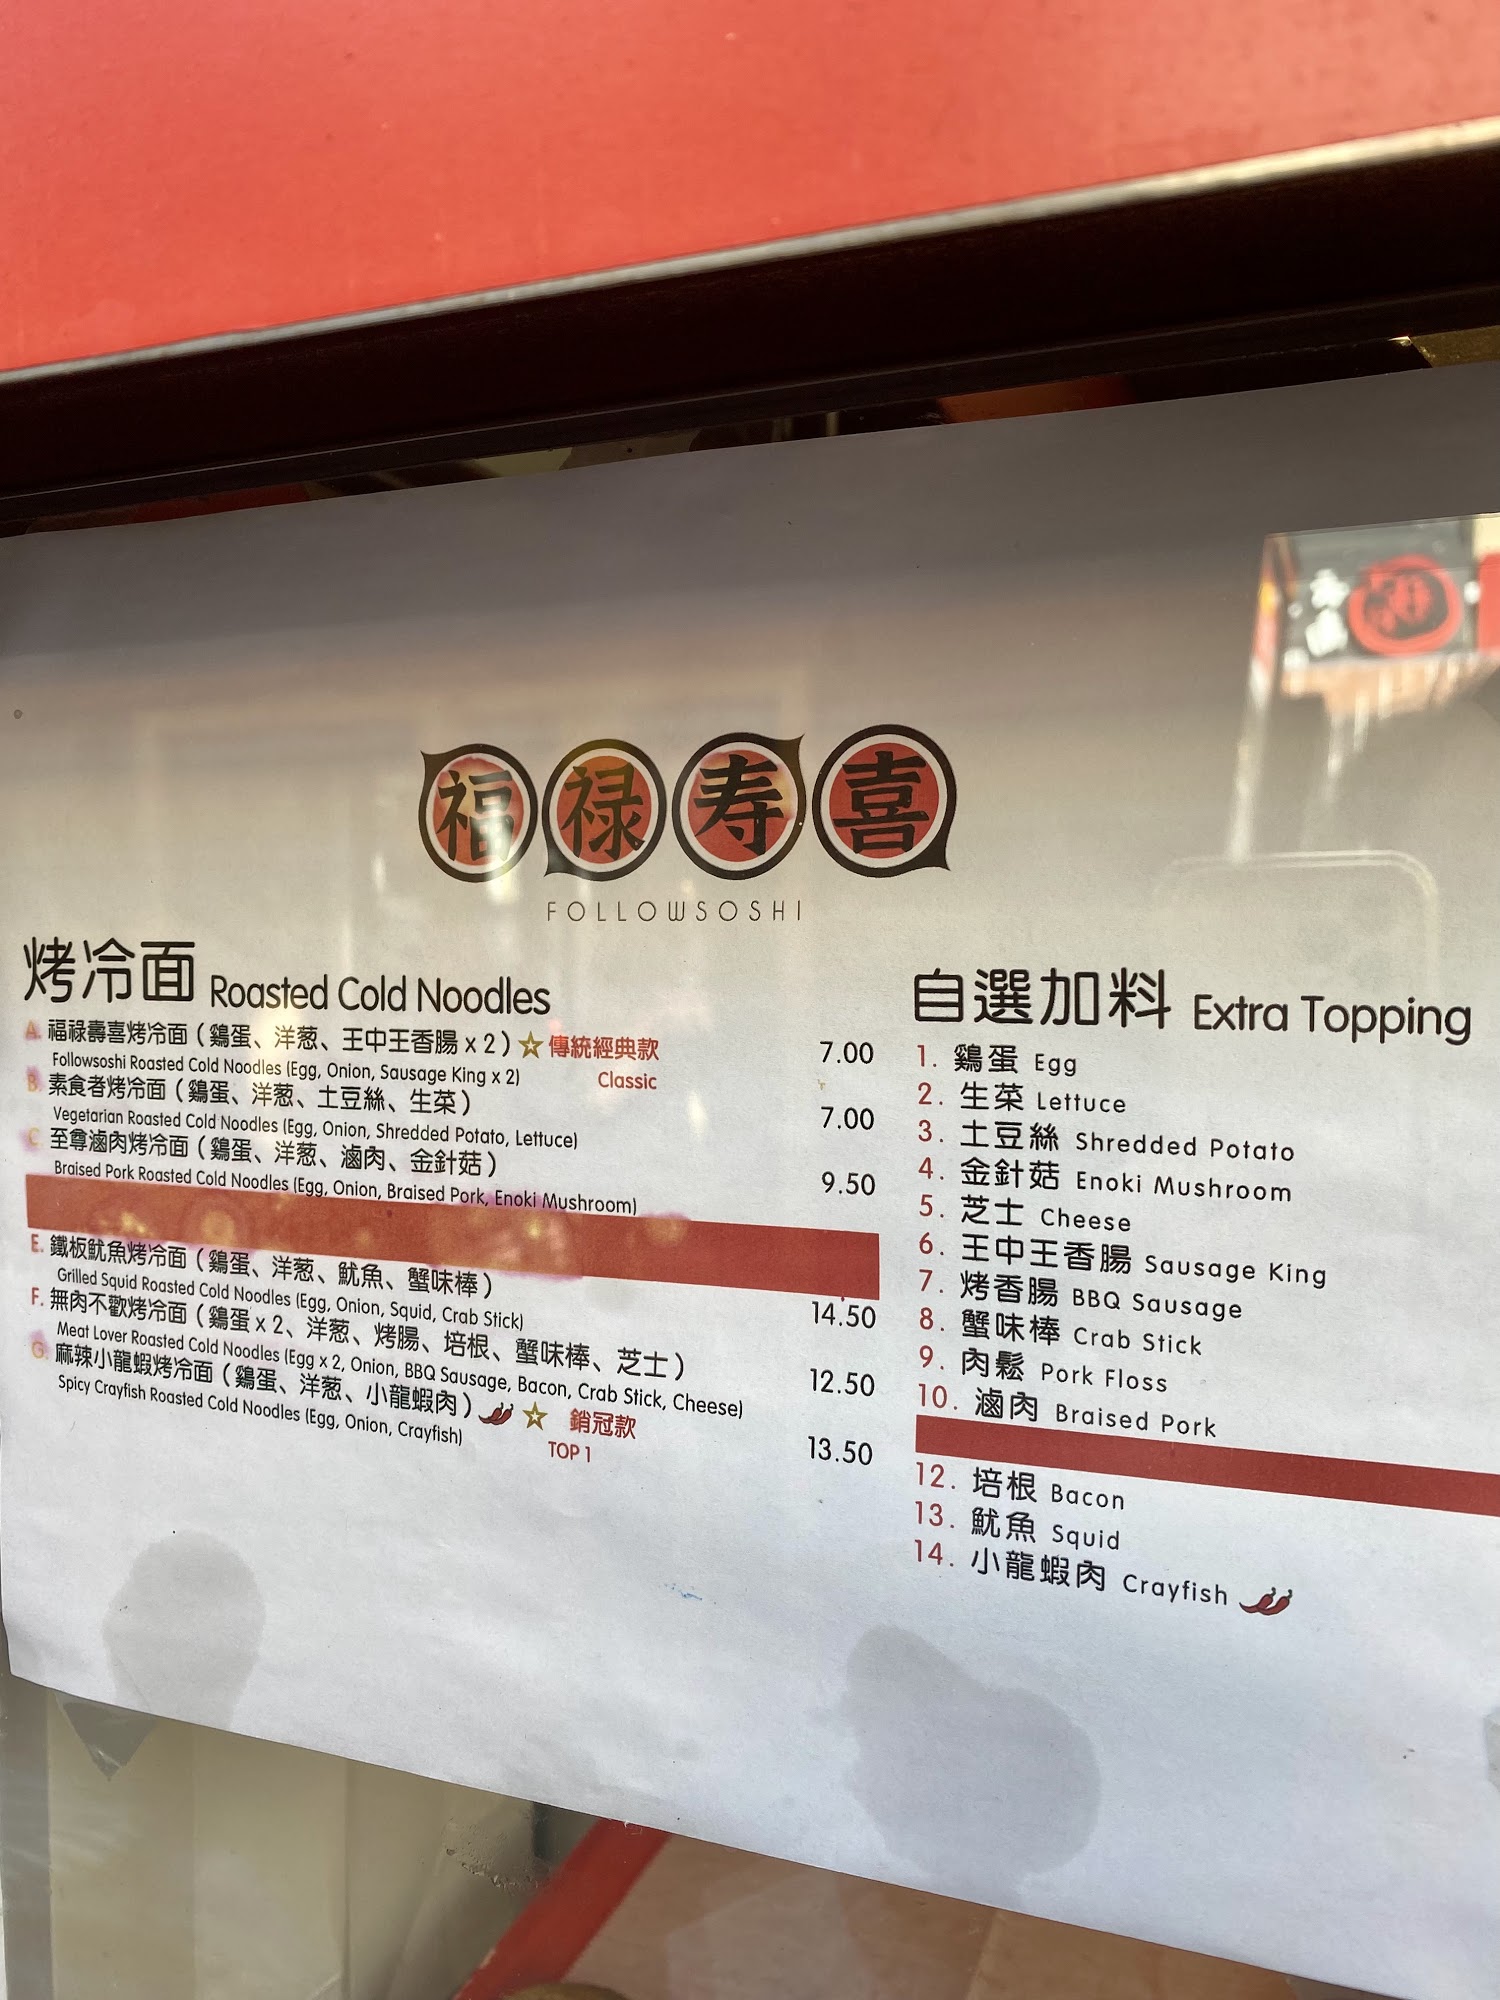 福禄寿喜
FOLLOWSOSHI
烤冷面 Roasted Cold Noodles
A. 福祿壽喜烤冷面（鷄蛋、洋葱、王中王香腸 x 2）傳統經典款 7.00
Followsoshi Roasted Cold Noodles (Egg, Onion, Sausage King x 2) Classic
B. 素食者烤冷面（鷄蛋、洋葱、土豆絲、生菜） 7.00
Vegetarian Roasted Cold Noodles (Egg, Onion, Shredded Potato, Lettuce)
C. 至尊滷肉烤冷面（鷄蛋、洋葱、滷肉、金針菇） 9.50
Braised Pork Roasted Cold Noodles (Egg, Onion, Braised Pork, Enoki Mushroom)
E. 鐵板魷魚烤冷面（鷄蛋、洋葱、魷魚、蟹味棒） 14.50
Grilled Squid Roasted Cold Noodles (Egg, Onion, Squid, Crab Stick)
F. 無肉不歡烤冷面（鷄蛋 x 2、洋葱、烤腸、培根、蟹味棒、芝士） 12.50
Meat Lover Roasted Cold Noodles (Egg x 2, Onion, BBQ Sausage, Bacon, Crab Stick, Cheese)
G. 麻辣小龍蝦烤冷面（鷄蛋、洋葱、小龍蝦肉） 銷冠款 13.50
Spicy Crayfish Roasted Cold Noodles (Egg, Onion, Crayfish) TOP 1
自選加料 Extra Topping
1. 鷄蛋 Egg
2. 生菜 Lettuce
3. 土豆絲 Shredded Potato
4. 金針菇 Enoki Mushroom
5. 芝士 Cheese
6. 王中王香腸 Sausage King
7. 烤香腸 BBQ Sausage
8. 蟹味棒 Crab Stick
9. 肉鬆 Pork Floss
10. 滷肉 Braised Pork
12. 培根 Bacon
13. 魷魚 Squid
14. 小龍蝦肉 Crayfish